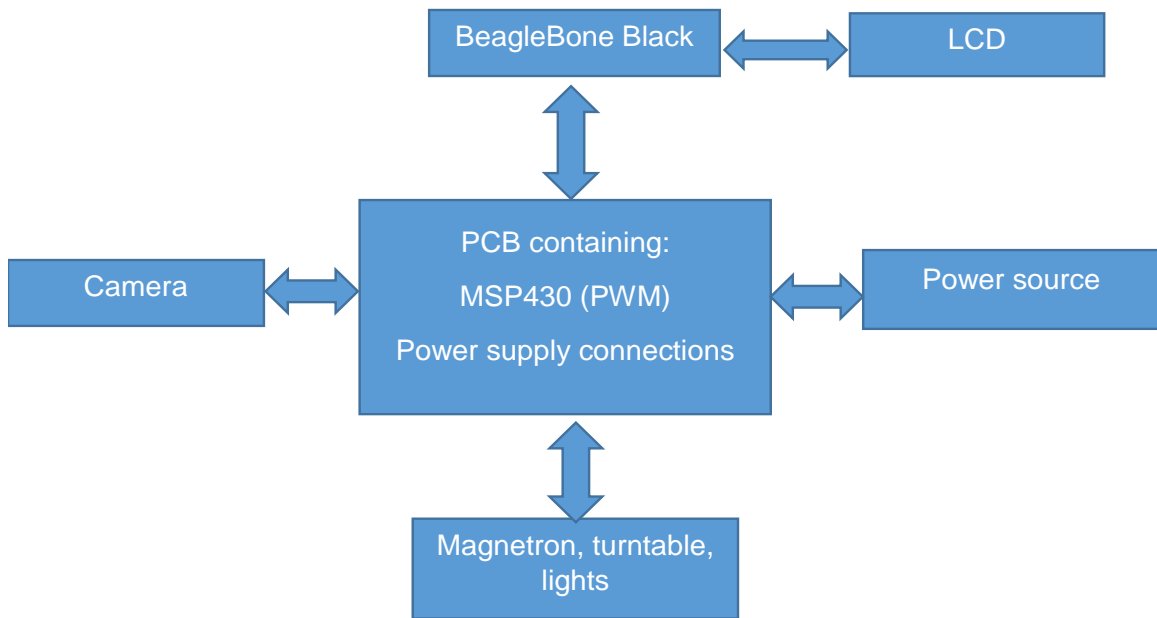 BeagleBone Black
LCD
PCB containing:
MSP430 (PWM)
Power supply connections
Camera
Power source
Magnetron, turntable,
lights